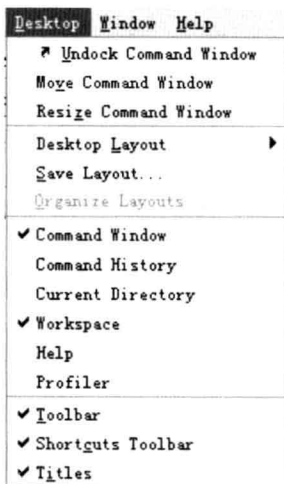 Desktop Window Help
Undock Command Window
Move Command Window
Resize Command Window
Desktop Layout
Save Layout...
Organize Layouts
Command Window
Command History
Current Directory
Workspace
Help
Profiler
Toolbar
Shortcuts Toolbar
Titles